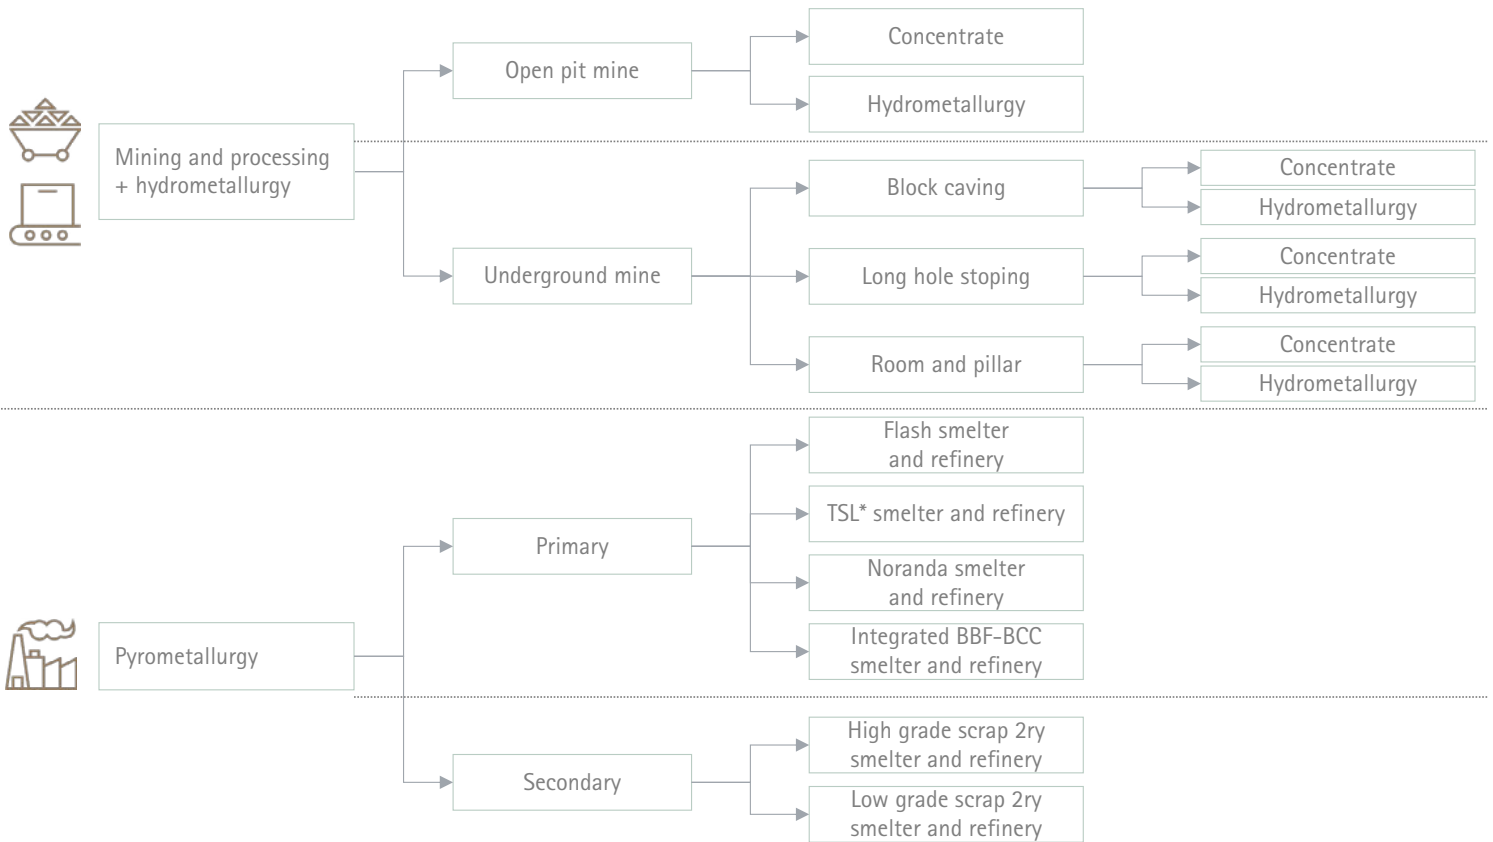 Mining and processing
+ hydrometallurgy
Open pit mine
Concentrate
Hydrometallurgy
Underground mine
Block caving
Concentrate
Hydrometallurgy
Long hole stoping
Concentrate
Hydrometallurgy
Room and pillar
Concentrate
Hydrometallurgy
Pyrometallurgy
Primary
Flash smelter
and refinery
TSL* smelter and refinery
Noranda smelter
and refinery
Integrated BBF-BCC
smelter and refinery
Secondary
High grade scrap 2ry
smelter and refinery
Low grade scrap 2ry
smelter and refinery